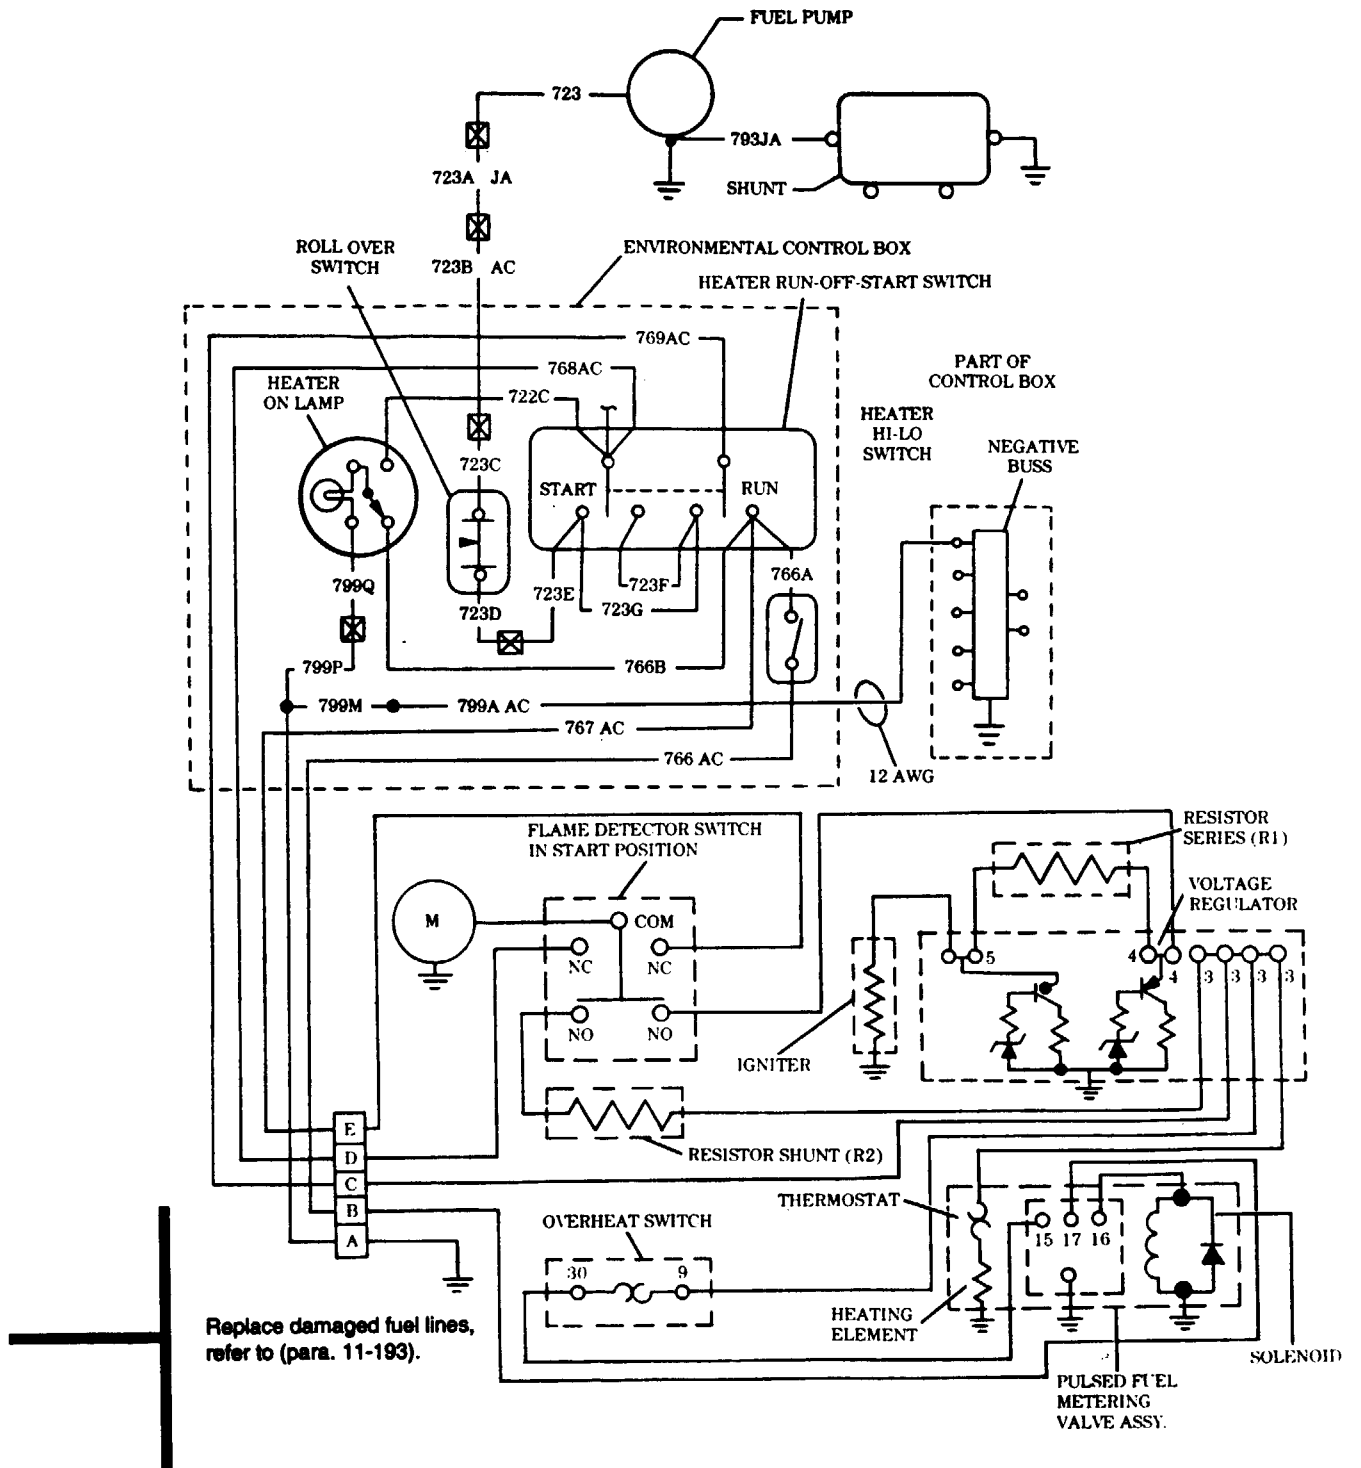 FUEL PUMP
723
793JA
723A JA
SHUNT
ROLL OVER
SWITCH
723B AC
ENVIRONMENTAL CONTROL BOX
HEATER RUN-OFF-START SWITCH
769AC
768AC
HEATER
ON LAMP
722C
PART OF
CONTROL BOX
HEATER
HI-LO
SWITCH
NEGATIVE
BUSS
723C
START
RUN
799Q
723D
723E
723F
723G
766A
799P
766B
799M
799A AC
767 AC
766 AC
12 AWG
FLAME DETECTOR SWITCH
IN START POSITION
RESISTOR
SERIES (R1)
VOLTAGE
REGULATOR
M
COM
NC
NC
5
4
4
3
3
3
3
NO
NO
IGNITER
E
D
C
B
A
RESISTOR SHUNT (R2)
THERMOSTAT
OVERHEAT SWITCH
15
17
16
30
9
HEATING
ELEMENT
SOLENOID
Replace damaged fuel lines,
refer to (para. 11-193).
PULSED FUEL
METERING
VALVE ASSY.